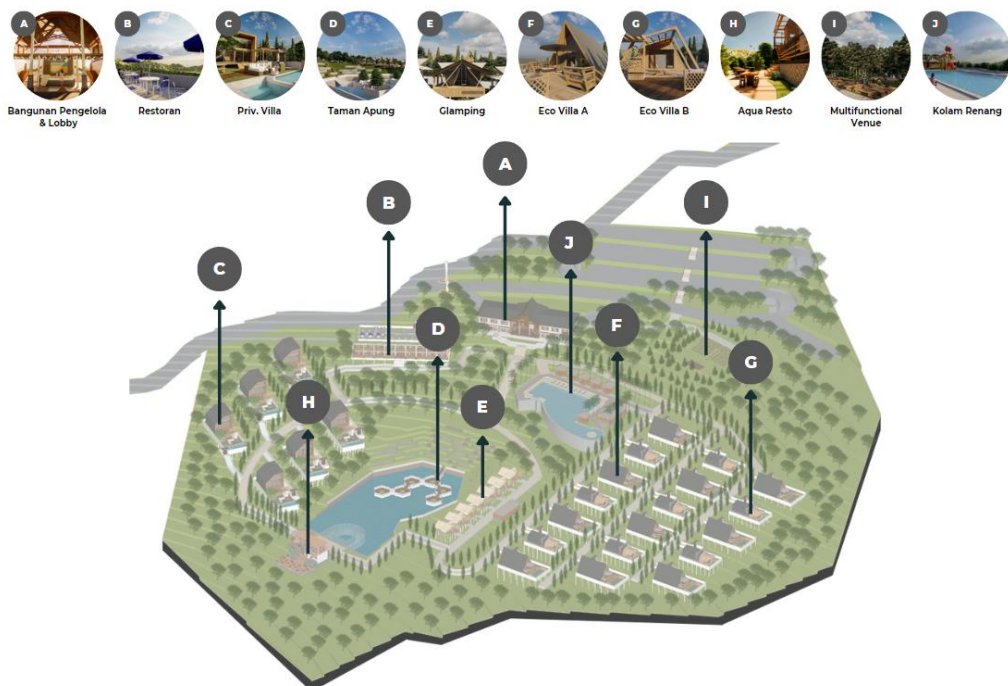 A
B
C
D
E
F
G
H
I
J
Bangunan Pengelola
& Lobby
Restoran
Priv. Villa
Taman Apung
Glamping
Eco Villa A
Eco Villa B
Aqua Resto
Multifunctional
Venue
Kolam Renang
A
B
I
J
C
D
F
G
H
E